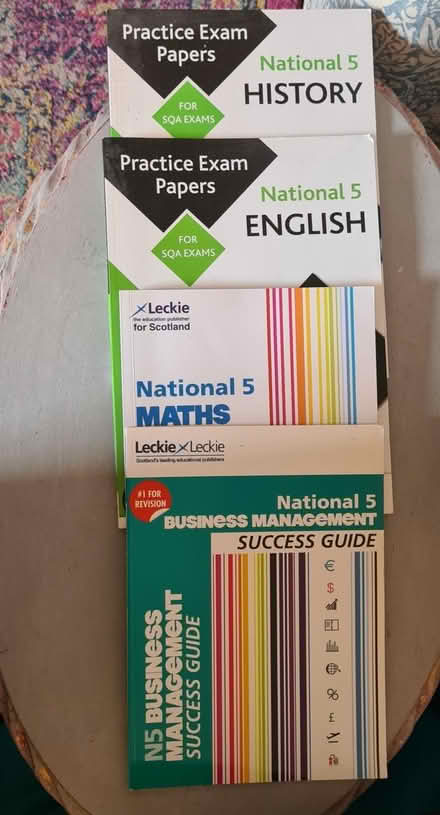 Practice Exam
Papers
FOR
SQA EXAMS
National 5
HISTORY
Practice Exam
Papers
FOR
SQA EXAMS
National 5
ENGLISH
Leckie
the education publisher
for Scotland
National 5
MATHS
Leckie Leckie
Scotland's leading educational publishers
#1 FOR
REVISION
National 5
BUSINESS MANAGEMENT
SUCCESS GUIDE
€
$
%
£
N5 BUSINESS
MANAGEMENT
SUCCESS GUIDE